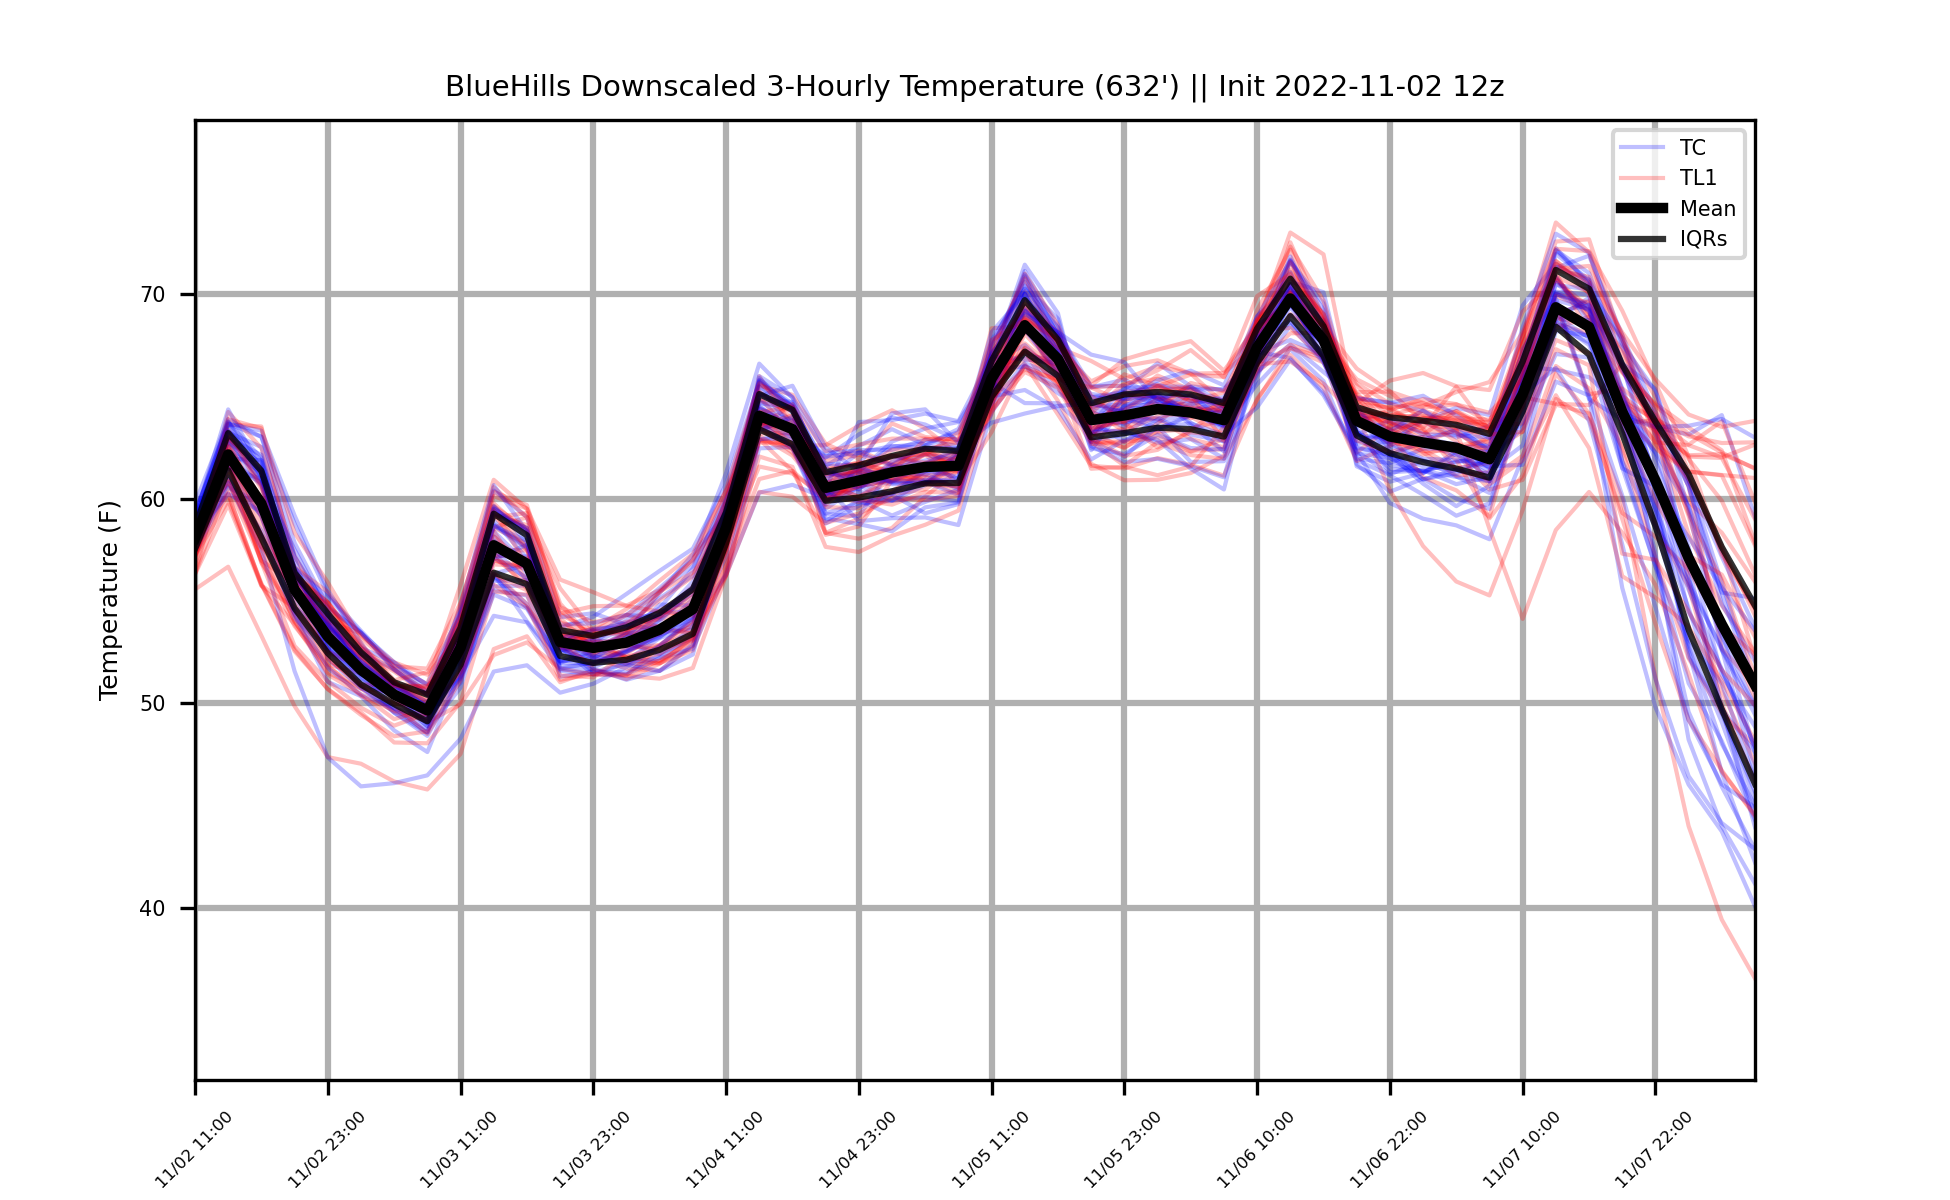 BlueHills Downscaled 3-Hourly Temperature (632') || Init 2022-11-02 12z
TC
TL1
Mean
IQRs
Temperature (F)
70
60
50
40
11/02 11:00
11/02 23:00
11/03 11:00
11/03 23:00
11/04 11:00
11/04 23:00
11/05 11:00
11/05 23:00
11/06 10:00
11/06 22:00
11/07 10:00
11/07 22:00